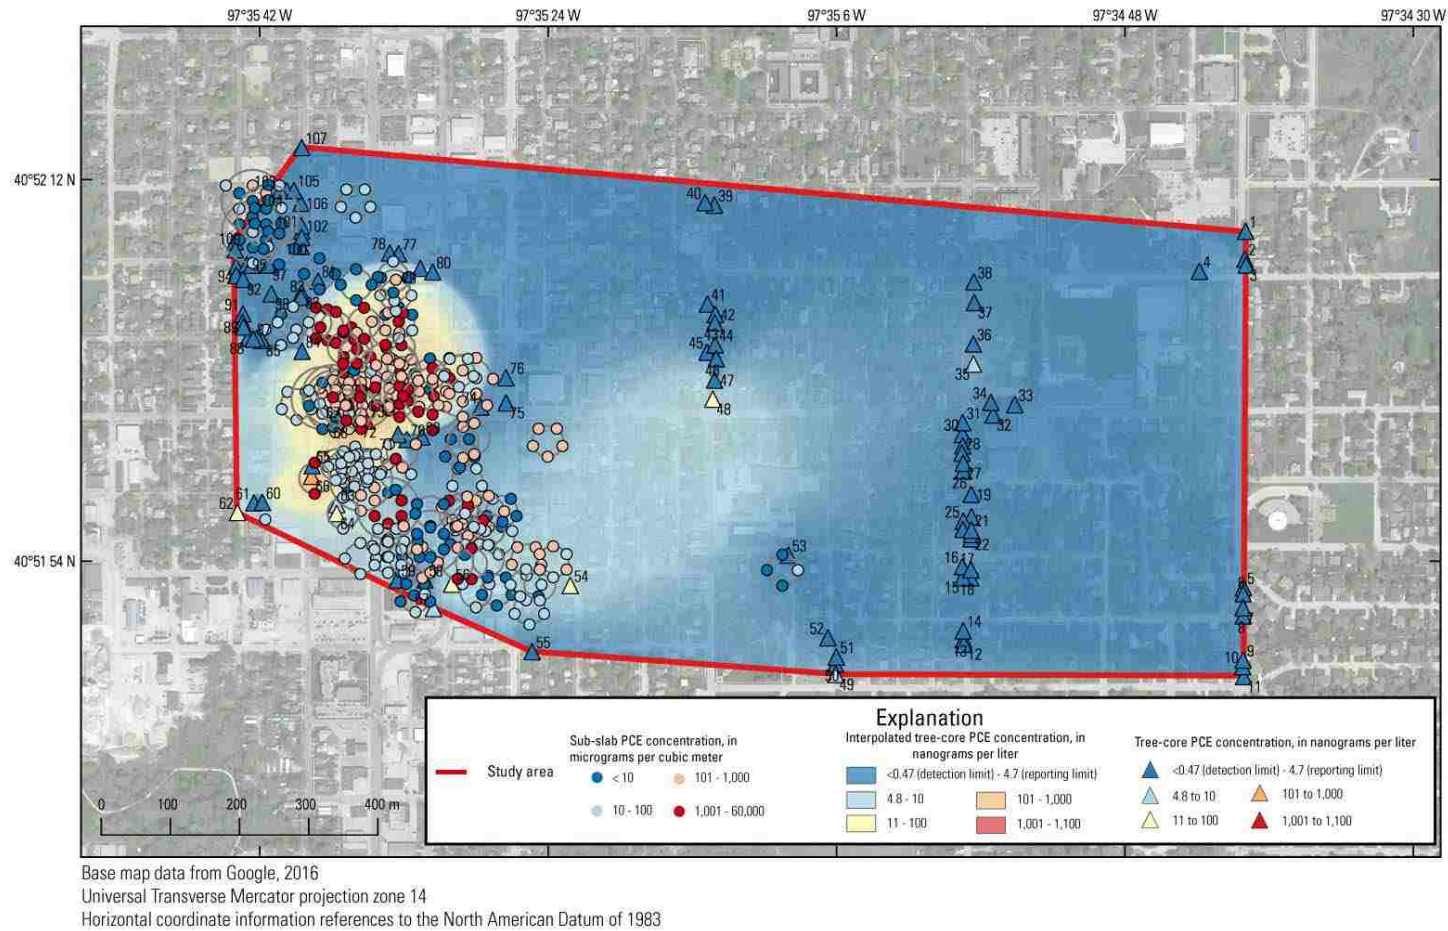 97°35 42 W 97°35 24 W 97°35 6 W 97°34 48 W 97°34 30 W
107
40°52 12 N
105
106
40 39
102
1
2
78 77
80
4
3
38
37
41
42
36
35
45 44
76
47
48
75
34 33
32
31
30
28
27
26
19
25 21
22
61 60
62
64
40°51 54 N
53
54
16 17
15 18
52
51
55
49
14
12
5
8
9
10
11
Explanation
Study area
Sub-slab PCE concentration, in
micrograms per cubic meter
< 10 101 - 1,000
10 - 100 1,001 - 60,000
Interpolated tree-core PCE concentration, in
nanograms per liter
<0.47 (detection limit) - 4.7 (reporting limit)
4.8 - 10 101 - 1,000
11 - 100 1,001 - 1,100
Tree-core PCE concentration, in nanograms per liter
<0.47 (detection limit) - 4.7 (reporting limit)
4.8 to 10 101 to 1,000
11 to 100 1,001 to 1,100
0 100 200 300 400 m
Base map data from Google, 2016
Universal Transverse Mercator projection zone 14
Horizontal coordinate information references to the North American Datum of 1983